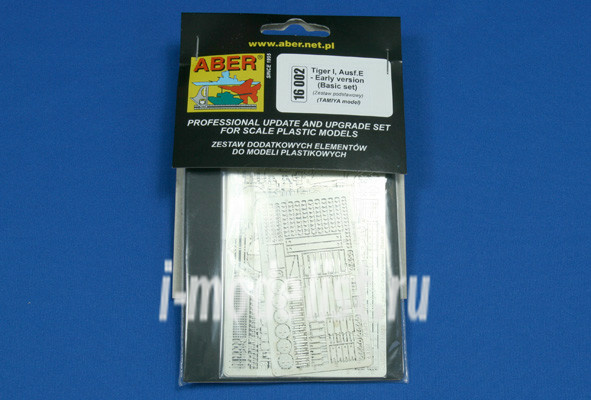 www.aber.net.pl
ABER®
SINCE 1995
16 002
Tiger I, Ausf.E
- Early version
(Basic set)
(Zestaw podstawowy)
(TAMIYA model)
PROFESSIONAL UPDATE AND UPGRADE SET
FOR SCALE PLASTIC MODELS
ZESTAW DODATKOWYCH ELEMENTÓW
DO MODELI PLASTIKOWYCH